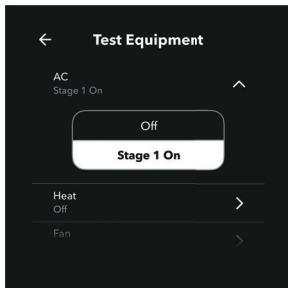 Test Equipment
AC
Stage 1 On
Off
Stage 1 On
Heat
Off
Fan